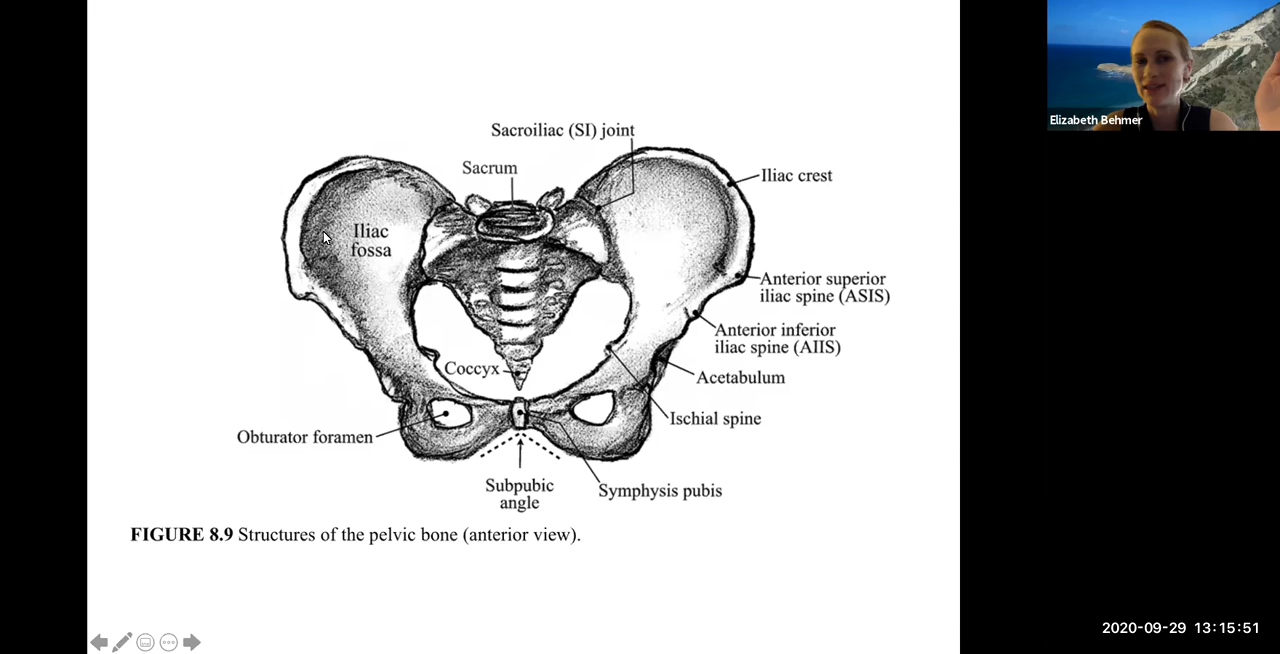 Elizabeth Behmer
Sacroiliac (SI) joint
Sacrum
Iliac crest
Iliac
fossa
Anterior superior
iliac spine (ASIS)
Anterior inferior
iliac spine (AIIS)
Coccyx
Acetabulum
Ischial spine
Obturator foramen
Subpubic
angle
Symphysis pubis
FIGURE 8.9 Structures of the pelvic bone (anterior view).
2020-09-29 13:15:51